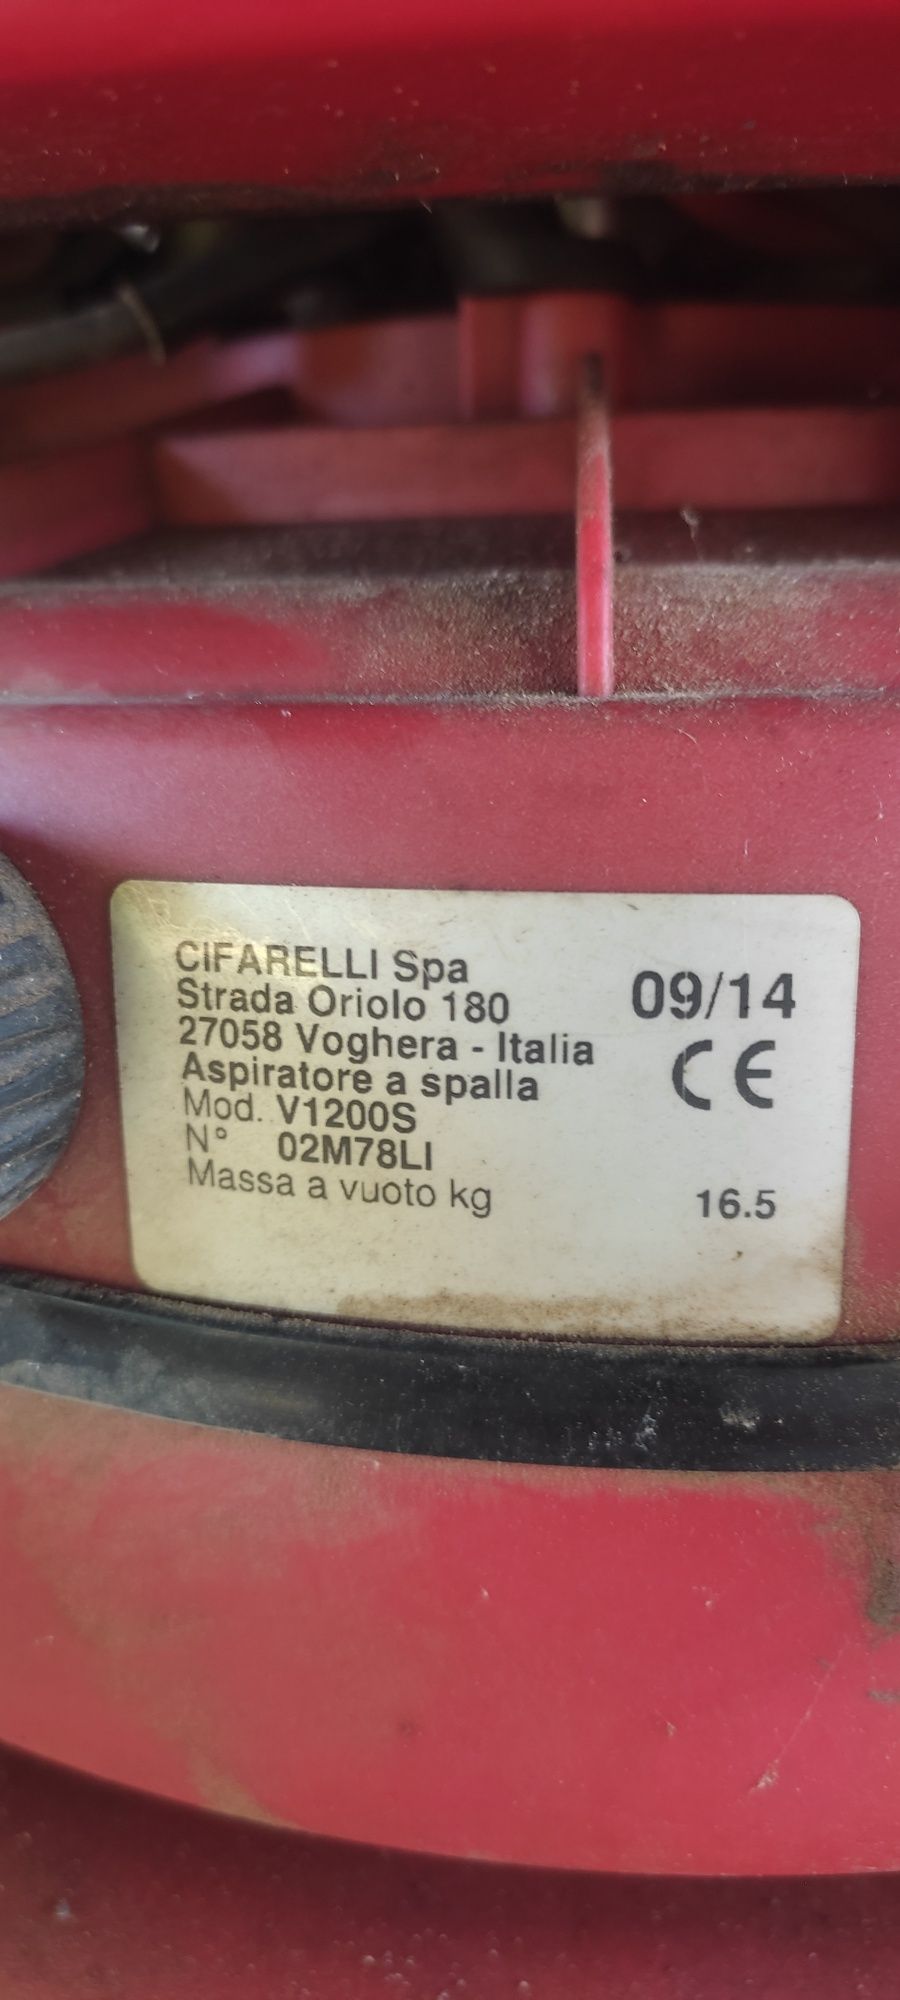 CIFARELLI Spa
Strada Oriolo 180
27058 Voghera - Italia
Aspiratore a spalla
Mod. V1200S
N° 02M78LI
Massa a vuoto kg 16.5
09/14
CE